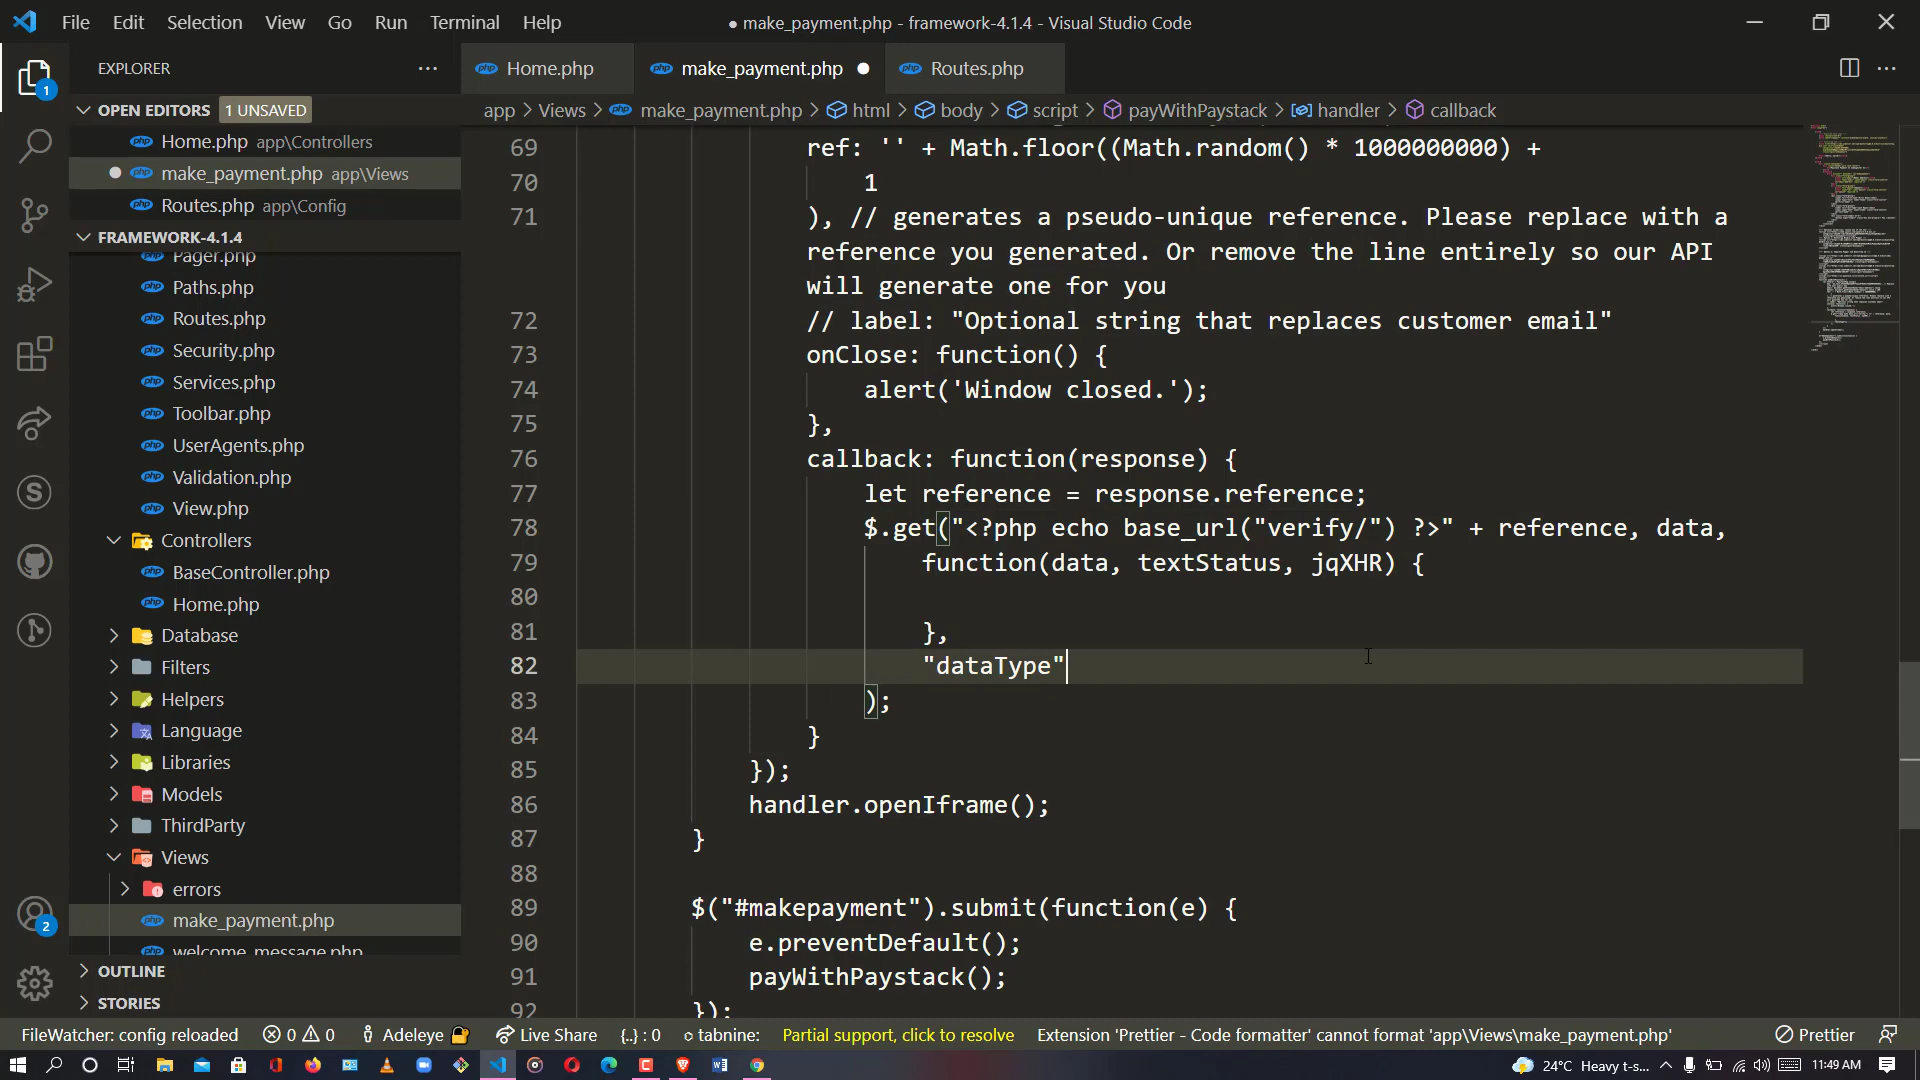 File Edit Selection View Go Run Terminal Help
● make_payment.php - framework-4.1.4 - Visual Studio Code
EXPLORER
Home.php
make_payment.php
Routes.php
OPEN EDITORS 1 UNSAVED
app > Views > make_payment.php > html > body > script > payWithPaystack > handler > callback
Home.php app\Controllers
make_payment.php app\Views
Routes.php app\Config
FRAMEWORK-4.1.4
Pager.php
Paths.php
Routes.php
Security.php
Services.php
Toolbar.php
UserAgents.php
Validation.php
View.php
Controllers
BaseController.php
Home.php
Database
Filters
Helpers
Language
Libraries
Models
ThirdParty
Views
errors
make_payment.php
welcome_message.php
OUTLINE
STORIES
1
2
69 ref: '' + Math.floor((Math.random() * 1000000000) +
70 1
71 ), // generates a pseudo-unique reference. Please replace with a
reference you generated. Or remove the line entirely so our API
will generate one for you
72 // label: "Optional string that replaces customer email"
73 onClose: function() {
74 alert('Window closed.');
75 },
76 callback: function(response) {
77 let reference = response.reference;
78 $.get("<?php echo base_url("verify/") ?>" + reference, data,
79 function(data, textStatus, jqXHR) {
80
81 },
82 "dataType"
83 );
84 }
85 });
86 handler.openIframe();
87 }
88
89 $("#makepayment").submit(function(e) {
90 e.preventDefault();
91 payWithPaystack();
92 });
FileWatcher: config reloaded 0 0 Adeleye Live Share {..} : 0 tabnine: Partial support, click to resolve Extension 'Prettier - Code formatter' cannot format 'app\Views\make_payment.php' Prettier
24°C Heavy t-s... 11:49 AM